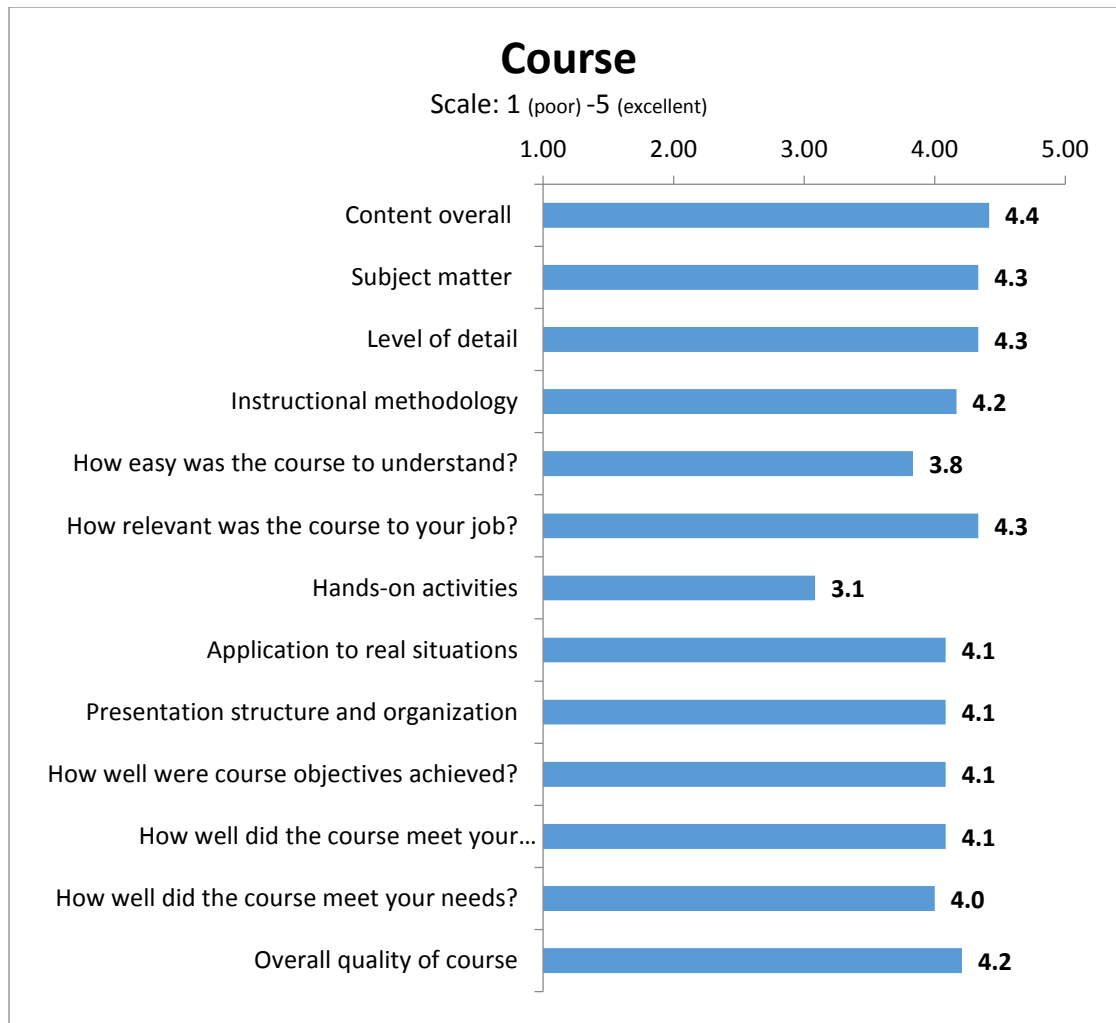 Course
Scale: 1 (poor) -5 (excellent)
1.00 2.00 3.00 4.00 5.00
Content overall 4.4
Subject matter 4.3
Level of detail 4.3
Instructional methodology 4.2
How easy was the course to understand? 3.8
How relevant was the course to your job? 4.3
Hands-on activities 3.1
Application to real situations 4.1
Presentation structure and organization 4.1
How well were course objectives achieved? 4.1
How well did the course meet your… 4.1
How well did the course meet your needs? 4.0
Overall quality of course 4.2